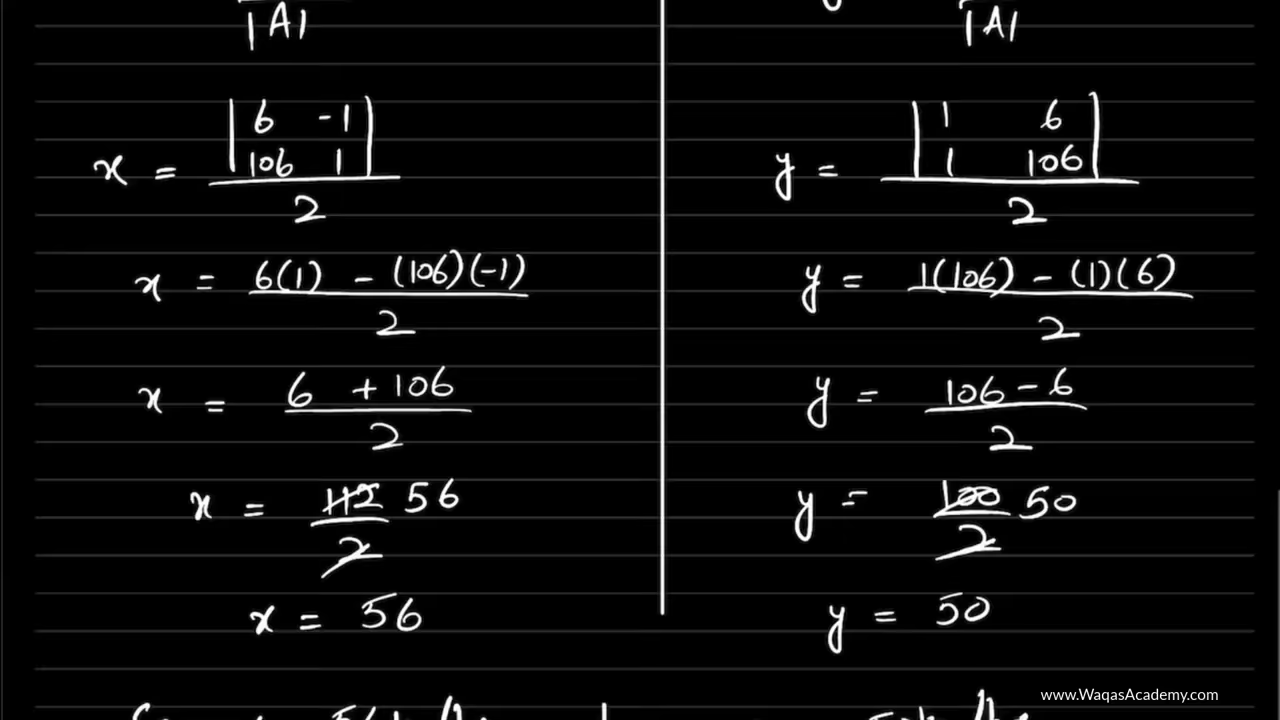 |A|
|6 -1|
|106 1|
x = ―――
2
x = 6(1) - (106)(-1)
2
x = 6 + 106
2
x = 112 56
2
x = 56
|A|
|1 6|
|1 106|
y = ―――
2
y = 1(106) - (1)(6)
2
y = 106 - 6
2
y = 100 50
2
y = 50
www.WaqasAcademy.com